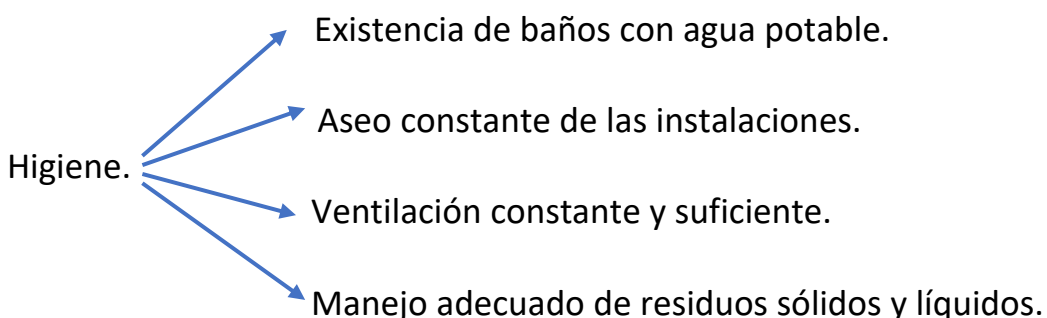 Existencia de baños con agua potable.
Aseo constante de las instalaciones.
Higiene.
Ventilación constante y suficiente.
Manejo adecuado de residuos sólidos y líquidos.